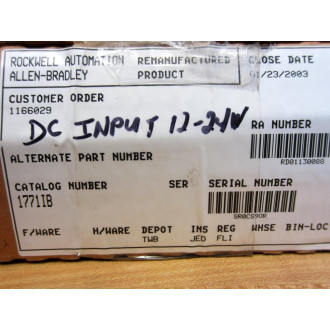 ROCKWELL AUTOMATION REMANUFACTURED CLOSE DATE
ALLEN-BRADLEY PRODUCT 01/23/2003
CUSTOMER ORDER
1166029
DC INPUT 12-24V
RA NUMBER
RD01130088
ALTERNATE PART NUMBER
CATALOG NUMBER SER SERIAL NUMBER
1771IB
SR0CS9OR
F/WARE H/WARE DEPOT INS REG WHSE BIN-LOC
TWB JED FLI